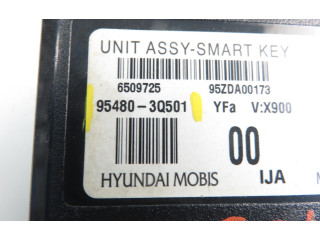 UNIT ASSY-SMART KEY
6509725 95ZDA00173
95480-3Q501 YFa V:X900
00
HYUNDAI MOBIS IJA